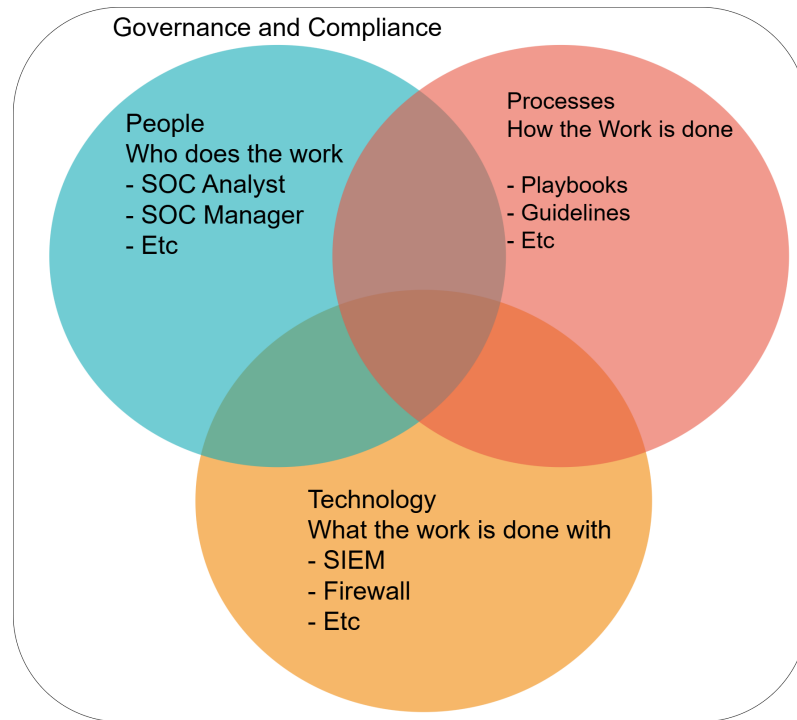 Governance and Compliance
People
Who does the work
- SOC Analyst
- SOC Manager
- Etc
Processes
How the Work is done
- Playbooks
- Guidelines
- Etc
Technology
What the work is done with
- SIEM
- Firewall
- Etc